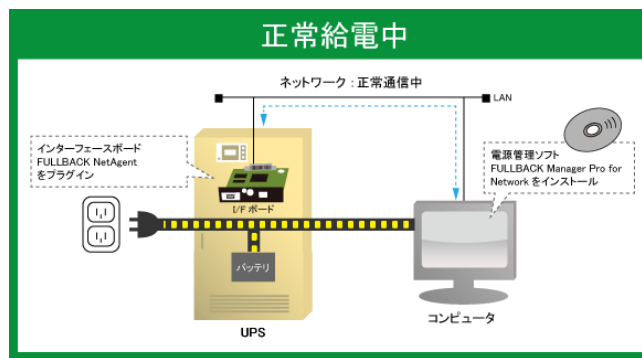 正常給電中
ネットワーク：正常通信中
LAN
インターフェースボード
FULLBACK NetAgent
をプラグイン
電源管理ソフト
FULLBACK Manager Pro for
Network をインストール
I/F ボード
バッテリ
UPS
コンピュータ